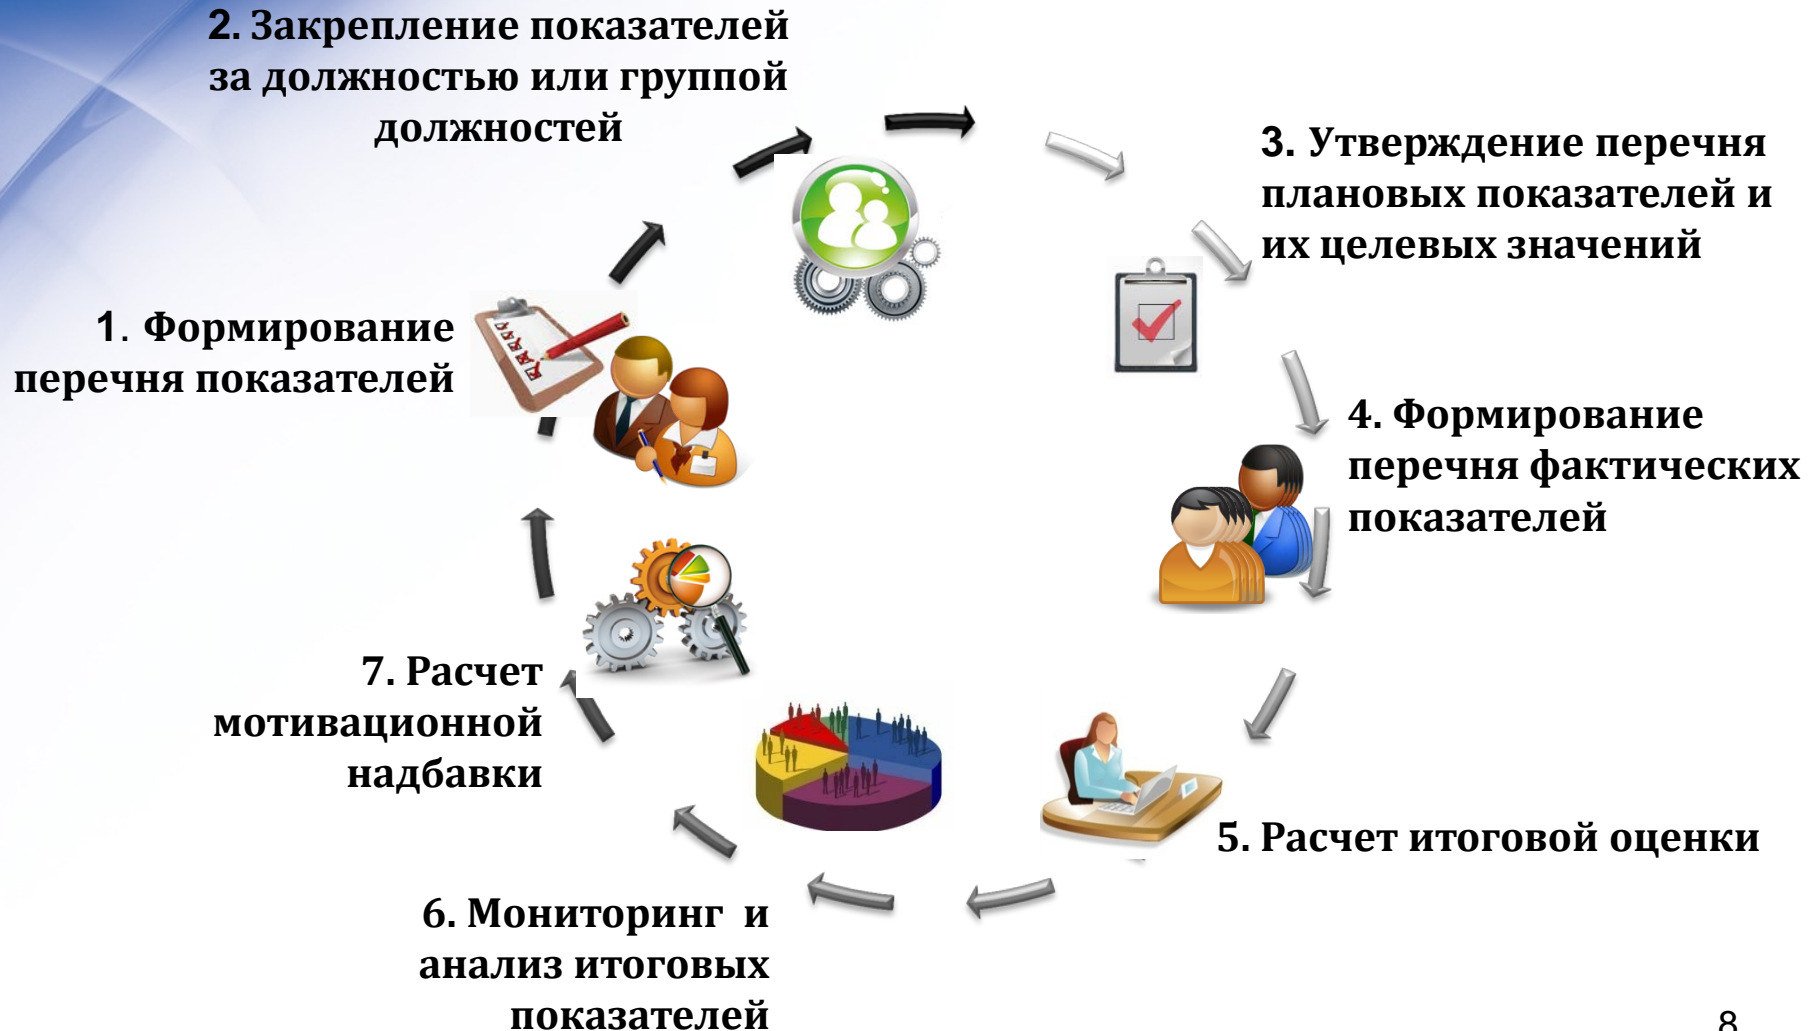 2. Закрепление показателей
за должностью или группой
должностей
3. Утверждение перечня
плановых показателей и
их целевых значений
1. Формирование
перечня показателей
4. Формирование
перечня фактических
показателей
7. Расчет
мотивационной
надбавки
5. Расчет итоговой оценки
6. Мониторинг и
анализ итоговых
показателей
8